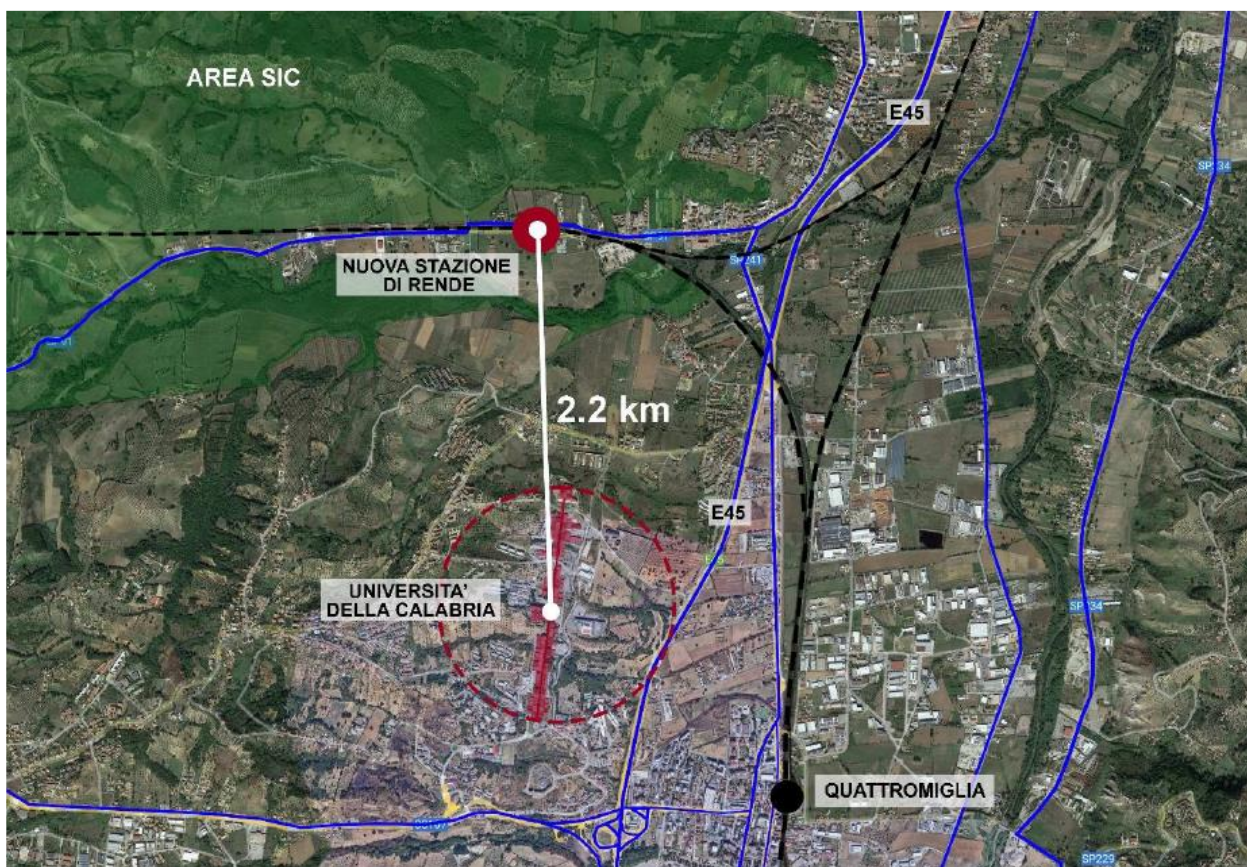 AREA SIC
E45
SP234
NUOVA STAZIONE
DI RENDE
SP241
2.2 km
E45
UNIVERSITA'
DELLA CALABRIA
SP234
QUATTROMIGLIA
SS107
SP229